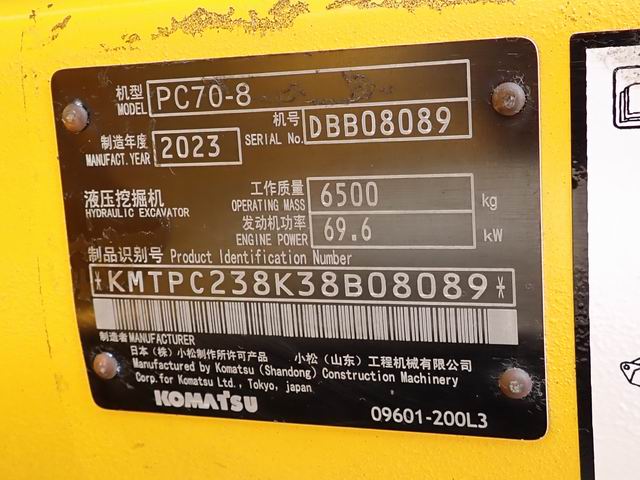 机型 MODEL PC70-8
机号 SERIAL No. DBB08089
制造年度 MANUFACT. YEAR 2023
液压挖掘机
HYDRAULIC EXCAVATOR
工作质量 OPERATING MASS 6500 kg
发动机功率 ENGINE POWER 69.6 kW
制品识别号 Product Identification Number
*KMTPC238K38B08089*
制造者 MANUFACTURER
日本（株）小松制作所许可产品 小松（山东）工程机械有限公司
Manufactured by Komatsu (Shandong) Construction Machinery
Corp. for Komatsu Ltd., Tokyo, japan
KOMATSU
09601-200L3